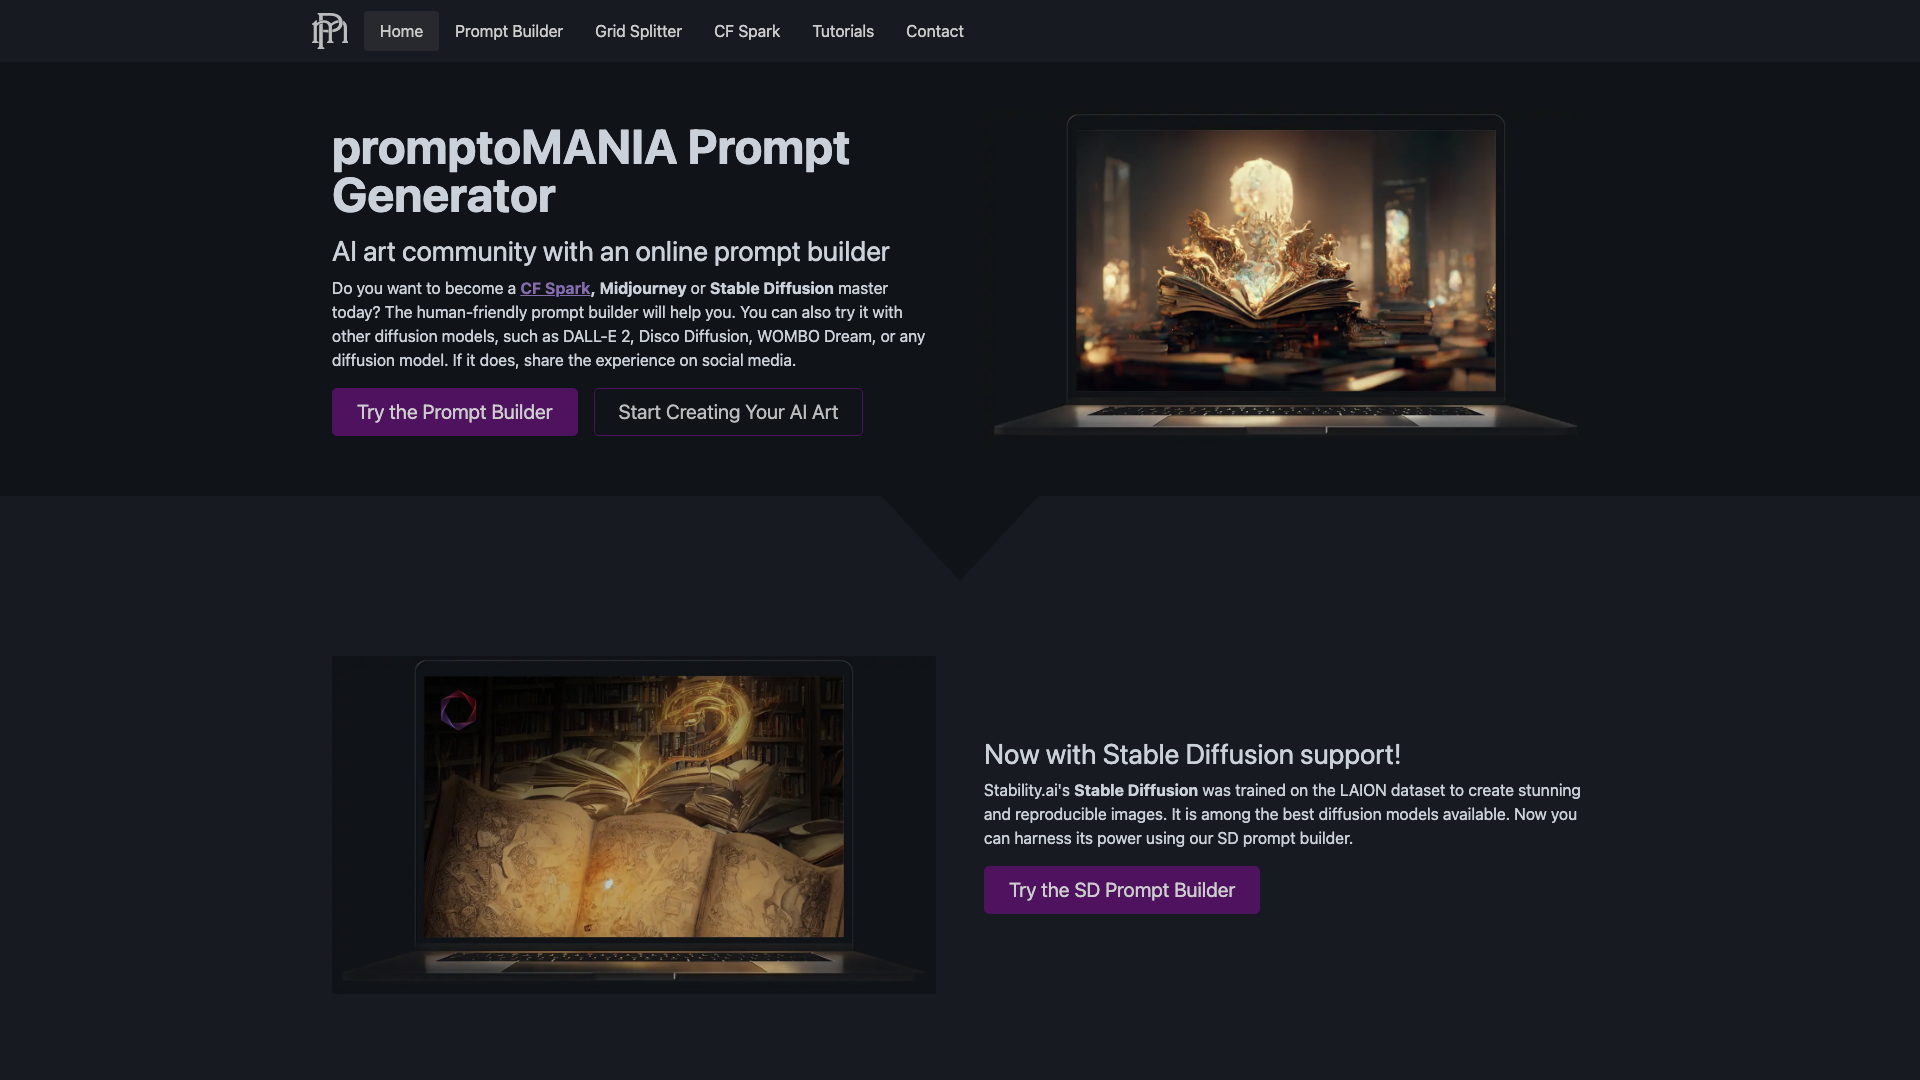 Home
Prompt Builder
Grid Splitter
CF Spark
Tutorials
Contact
promptoMANIA Prompt
Generator
AI art community with an online prompt builder
Do you want to become a CF Spark, Midjourney or Stable Diffusion master
today? The human-friendly prompt builder will help you. You can also try it with
other diffusion models, such as DALL-E 2, Disco Diffusion, WOMBO Dream, or any
diffusion model. If it does, share the experience on social media.
Try the Prompt Builder
Start Creating Your AI Art
Now with Stable Diffusion support!
Stability.ai's Stable Diffusion was trained on the LAION dataset to create stunning
and reproducible images. It is among the best diffusion models available. Now you
can harness its power using our SD prompt builder.
Try the SD Prompt Builder